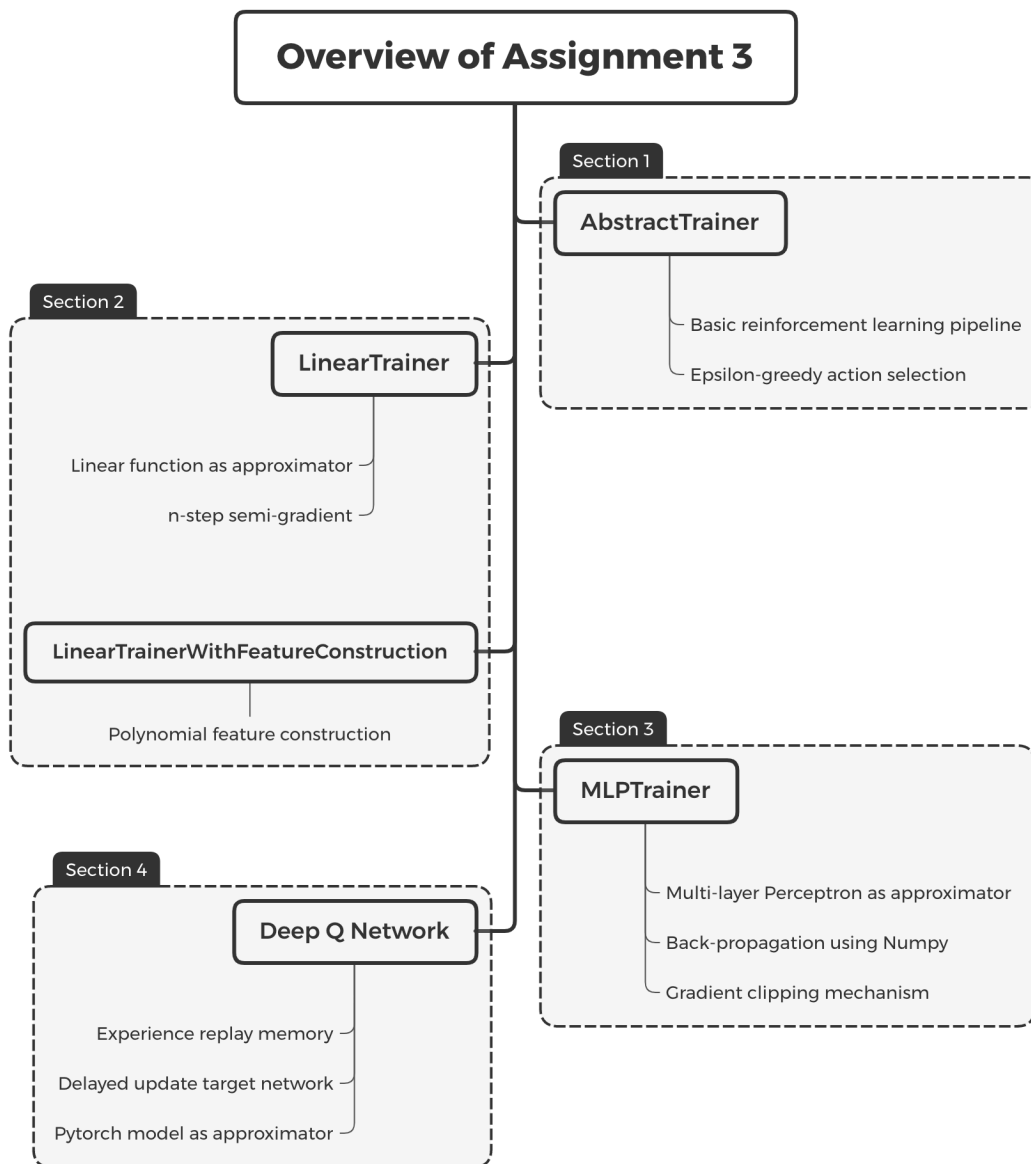 Overview of Assignment 3
Section 1
AbstractTrainer
Basic reinforcement learning pipeline
Epsilon-greedy action selection
Section 2
LinearTrainer
Linear function as approximator
n-step semi-gradient
LinearTrainerWithFeatureConstruction
Polynomial feature construction
Section 3
MLPTrainer
Multi-layer Perceptron as approximator
Back-propagation using Numpy
Gradient clipping mechanism
Section 4
Deep Q Network
Experience replay memory
Delayed update target network
Pytorch model as approximator